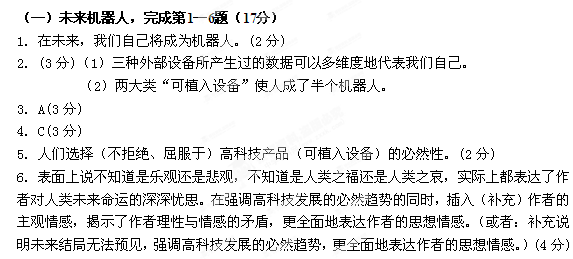 （一）未来机器人，完成第1—6题（17分）
1. 在未来，我们自己将成为机器人。(2 分)
2. (3 分)（1）三种外部设备所产生过的数据可以多维度地代表我们自己。
（2）两大类“可植入设备”使人成了半个机器人。
3. A(3 分)
4. C(3 分)
5. 人们选择（不拒绝、屈服于）高科技产品（可植入设备）的必然性。(2 分)
6. 表面上说不知道是乐观还是悲观，不知道是人类之福还是人类之哀，实际上都表达了作
者对人类未来命运的深深忧思。在强调高科技发展的必然趋势的同时，插入（补充）作者的
主观情感，揭示了作者理性与情感的矛盾，更全面地表达作者的思想情感。（或者：补充说
明未来结局无法预见，强调高科技发展的必然趋势，更全面地表达作者的思想情感。）(4 分)